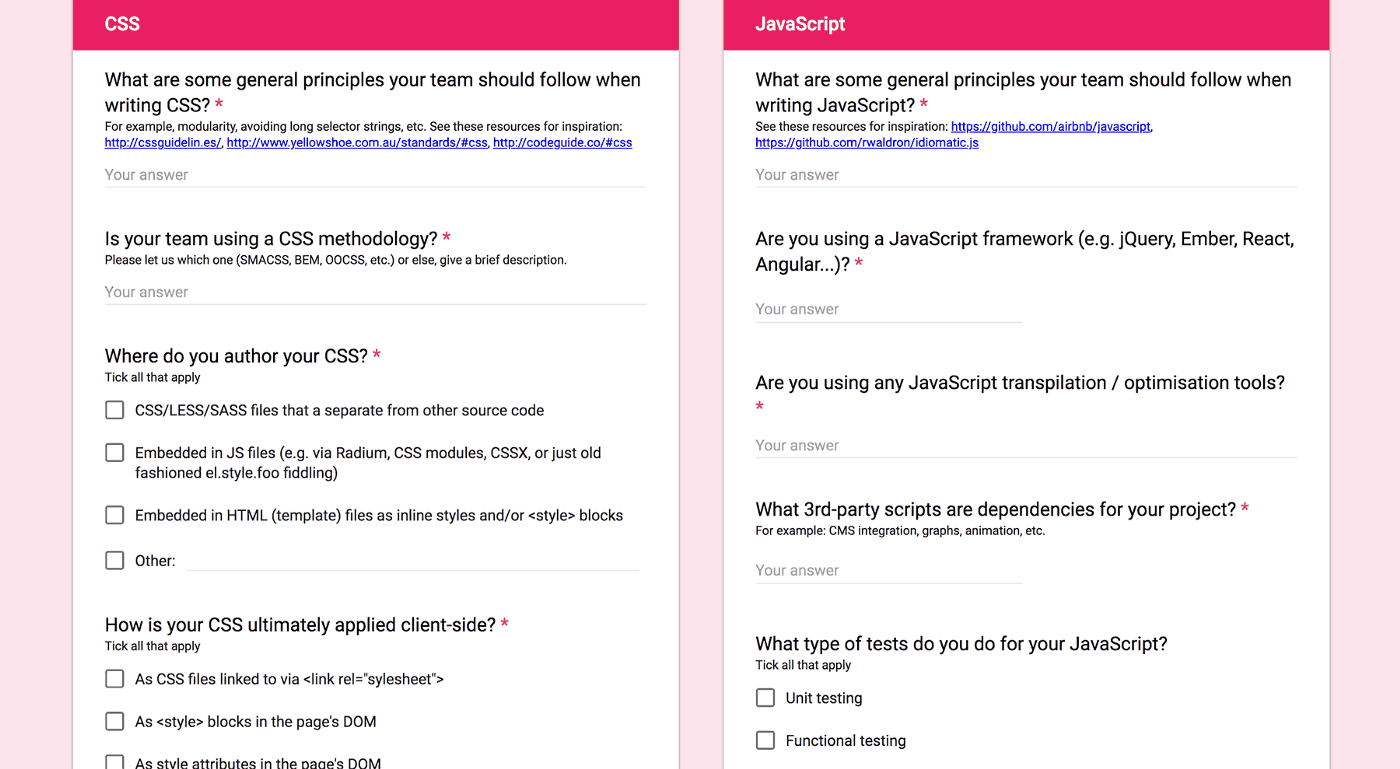 CSS
What are some general principles your team should follow when
writing CSS? *
For example, modularity, avoiding long selector strings, etc. See these resources for inspiration:
http://cssguidelin.es/, http://www.yellowshoe.com.au/standards/#css, http://codeguide.co/#css
Your answer
Is your team using a CSS methodology? *
Please let us which one (SMACSS, BEM, OOCSS, etc.) or else, give a brief description.
Your answer
Where do you author your CSS? *
Tick all that apply
CSS/LESS/SASS files that a separate from other source code
Embedded in JS files (e.g. via Radium, CSS modules, CSSX, or just old
fashioned el.style.foo fiddling)
Embedded in HTML (template) files as inline styles and/or <style> blocks
Other:
How is your CSS ultimately applied client-side? *
Tick all that apply
As CSS files linked to via <link rel="sylesheet">
As <style> blocks in the page's DOM
As style attributes in the page's DOM
JavaScript
What are some general principles your team should follow when
writing JavaScript? *
See these resources for inspiration: https://github.com/airbnb/javascript,
https://github.com/rwaldron/idiomatic.js
Your answer
Are you using a JavaScript framework (e.g. jQuery, Ember, React,
Angular...)? *
Your answer
Are you using any JavaScript transpilation / optimisation tools?
*
Your answer
What 3rd-party scripts are dependencies for your project? *
For example: CMS integration, graphs, animation, etc.
Your answer
What type of tests do you do for your JavaScript?
Tick all that apply
Unit testing
Functional testing